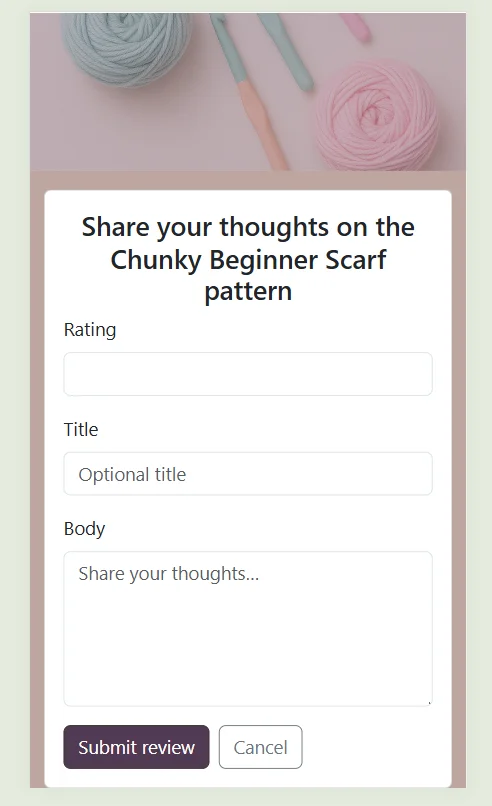 Share your thoughts on the
Chunky Beginner Scarf
pattern
Rating
Title
Optional title
Body
Share your thoughts...
Submit review
Cancel